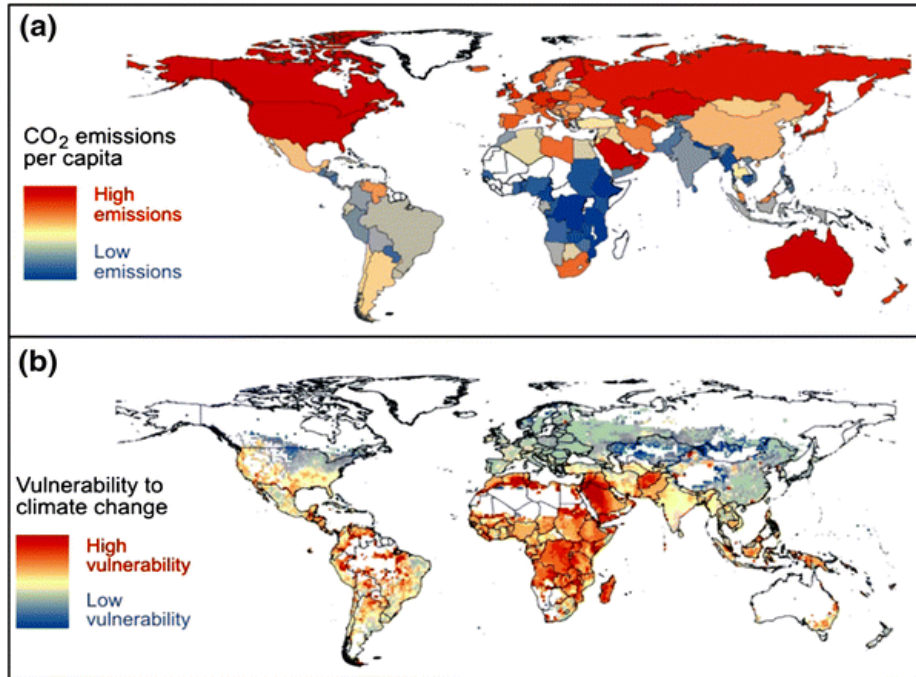 (a)
CO₂ emissions
per capita
High
emissions
Low
emissions
(b)
Vulnerability to
climate change
High
vulnerability
Low
vulnerability